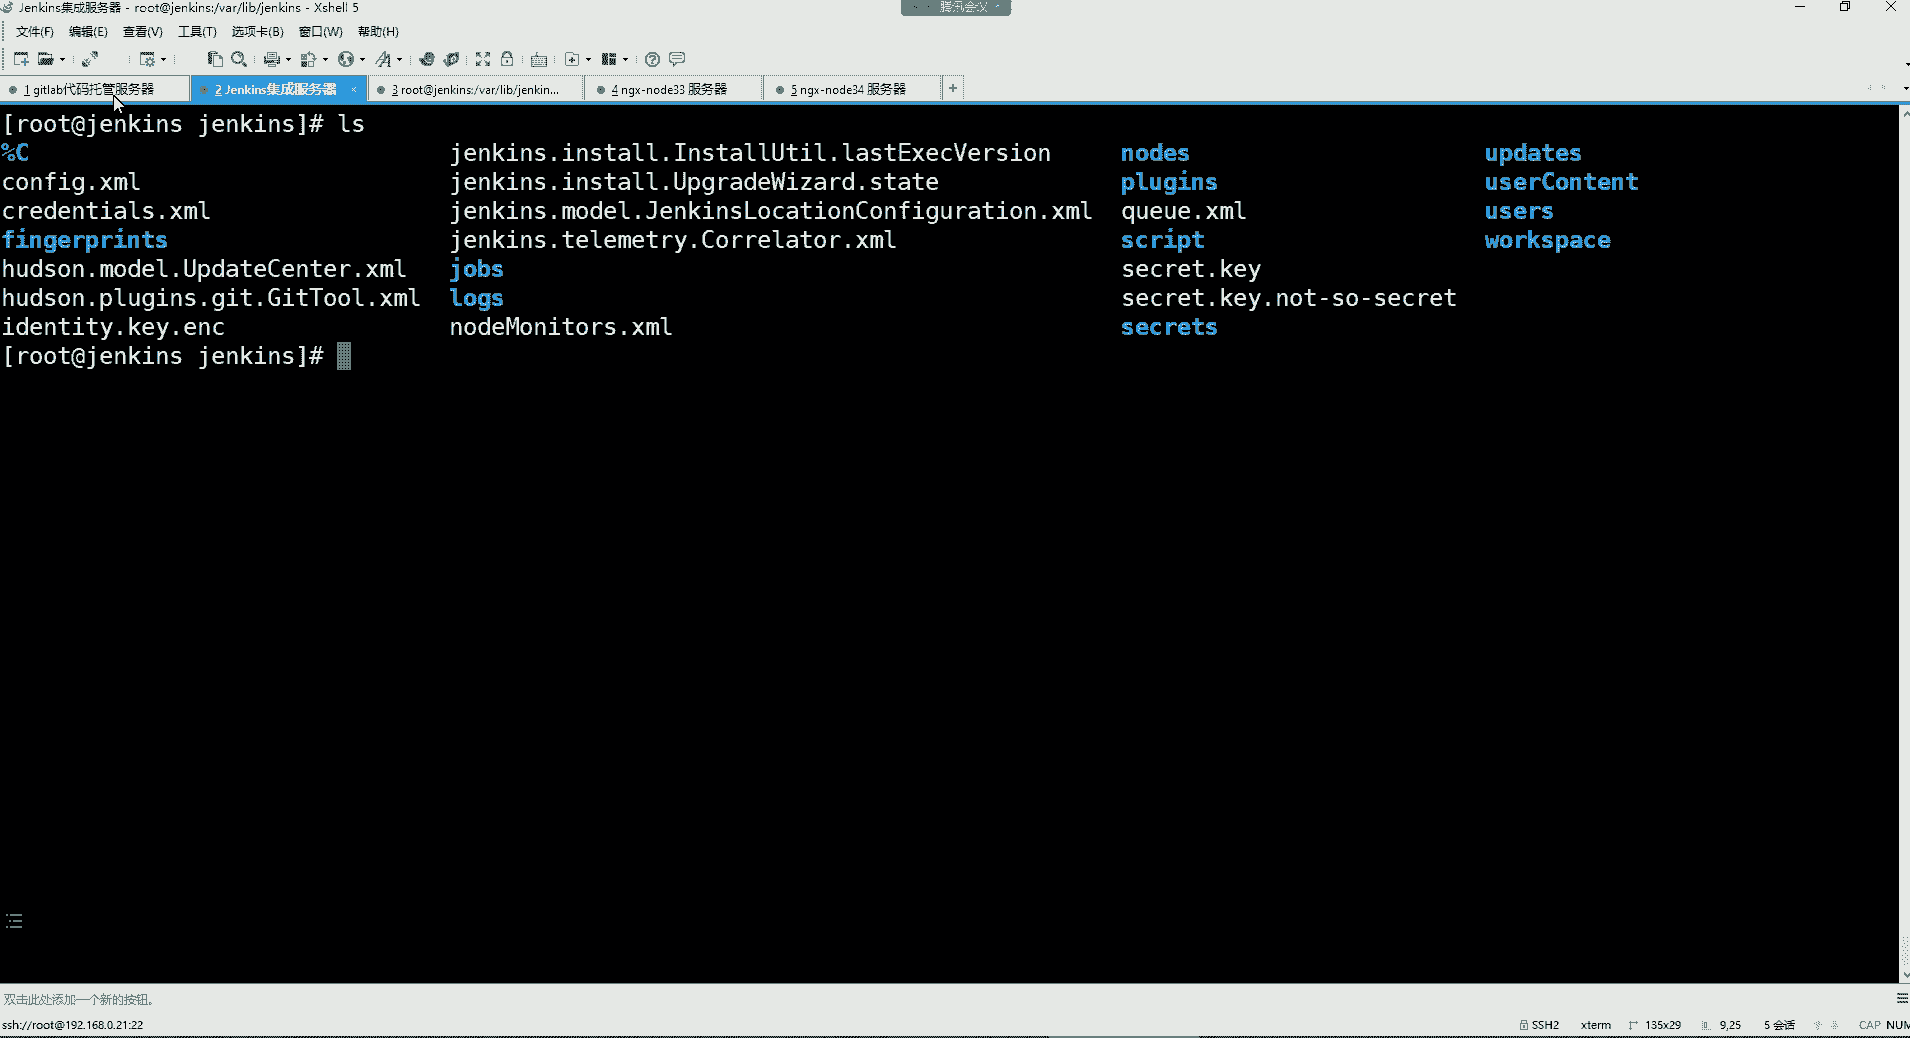 Jenkins集成服务器 - root@jenkins:/var/lib/jenkins - Xshell 5
腾讯会议
文件(F) 编辑(E) 查看(V) 工具(T) 选项卡(B) 窗口(W) 帮助(H)
1 gitlab代码托管服务器 2 Jenkins集成服务器 × 3 root@jenkins:/var/lib/jenkin... 4 ngx-node33 服务器 5 ngx-node34 服务器 +
[root@jenkins jenkins]# ls
%C jenkins.install.InstallUtil.lastExecVersion nodes updates
config.xml jenkins.install.UpgradeWizard.state plugins userContent
credentials.xml jenkins.model.JenkinsLocationConfiguration.xml queue.xml users
fingerprints jenkins.telemetry.Correlator.xml script workspace
hudson.model.UpdateCenter.xml jobs secret.key
hudson.plugins.git.GitTool.xml logs secret.key.not-so-secret
identity.key.enc nodeMonitors.xml secrets
[root@jenkins jenkins]#
双击此处添加一个新的按钮。
ssh://root@192.168.0.21:22 SSH2 xterm 135x29 9,25 5 会话 CAP NUM